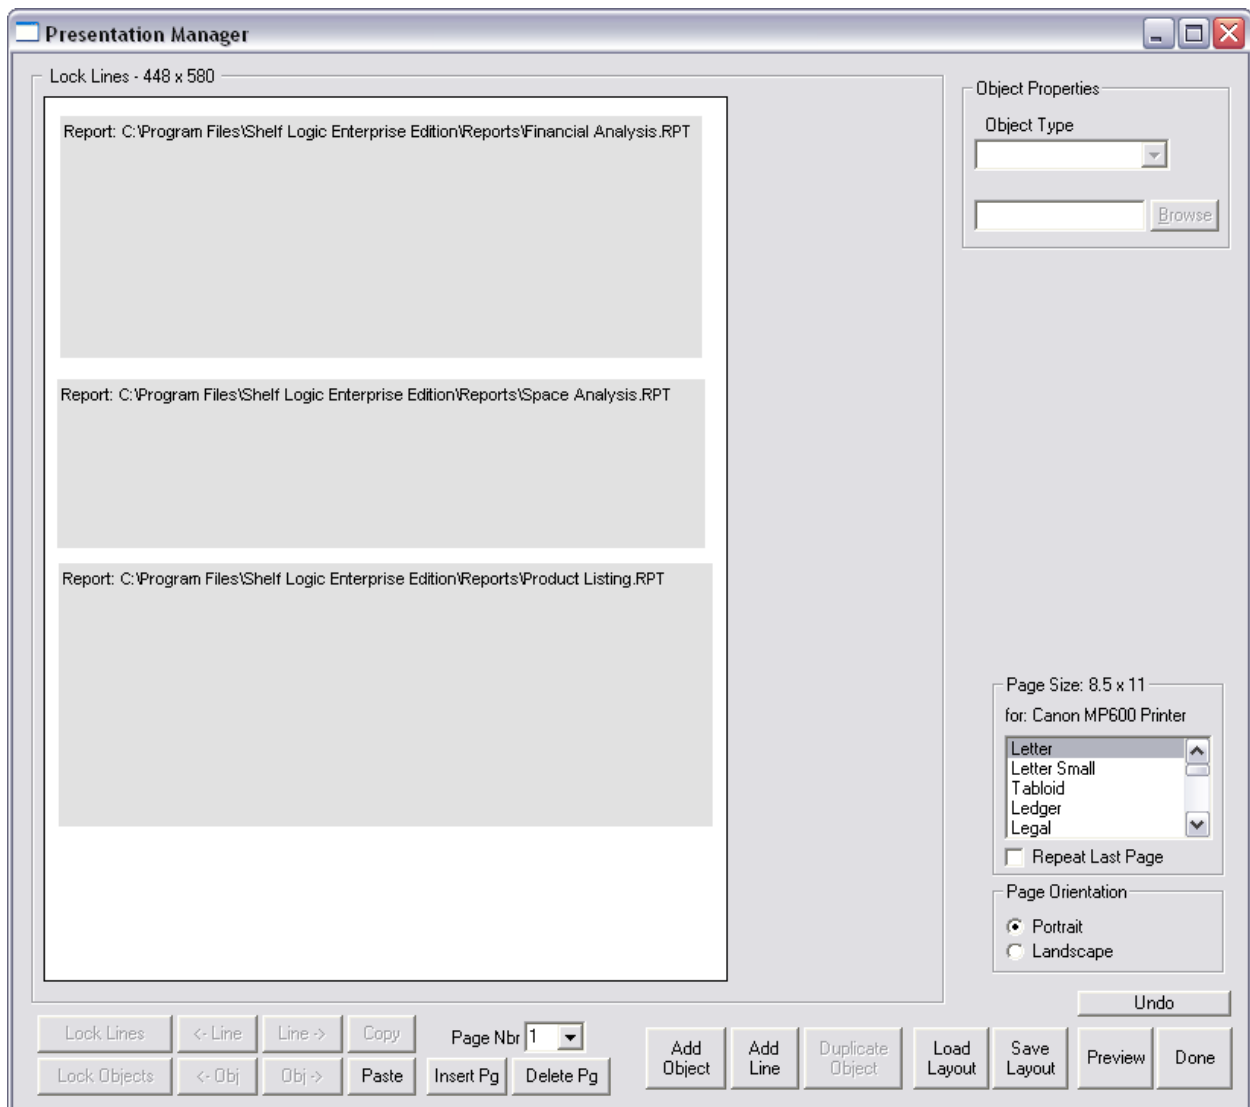 Presentation Manager
Lock Lines - 448 x 580
Report: C:\Program Files\Shelf Logic Enterprise Edition\Reports\Financial Analysis.RPT
Report: C:\Program Files\Shelf Logic Enterprise Edition\Reports\Space Analysis.RPT
Report: C:\Program Files\Shelf Logic Enterprise Edition\Reports\Product Listing.RPT
Object Properties
Object Type
Browse
Page Size: 8.5 x 11
for: Canon MP600 Printer
Letter
Letter Small
Tabloid
Ledger
Legal
Repeat Last Page
Page Orientation
Portrait
Landscape
Undo
Lock Lines
<- Line
Line ->
Copy
Page Nbr 1
Lock Objects
<- Obj
Obj ->
Paste
Insert Pg
Delete Pg
Add
Object
Add
Line
Duplicate
Object
Load
Layout
Save
Layout
Preview
Done